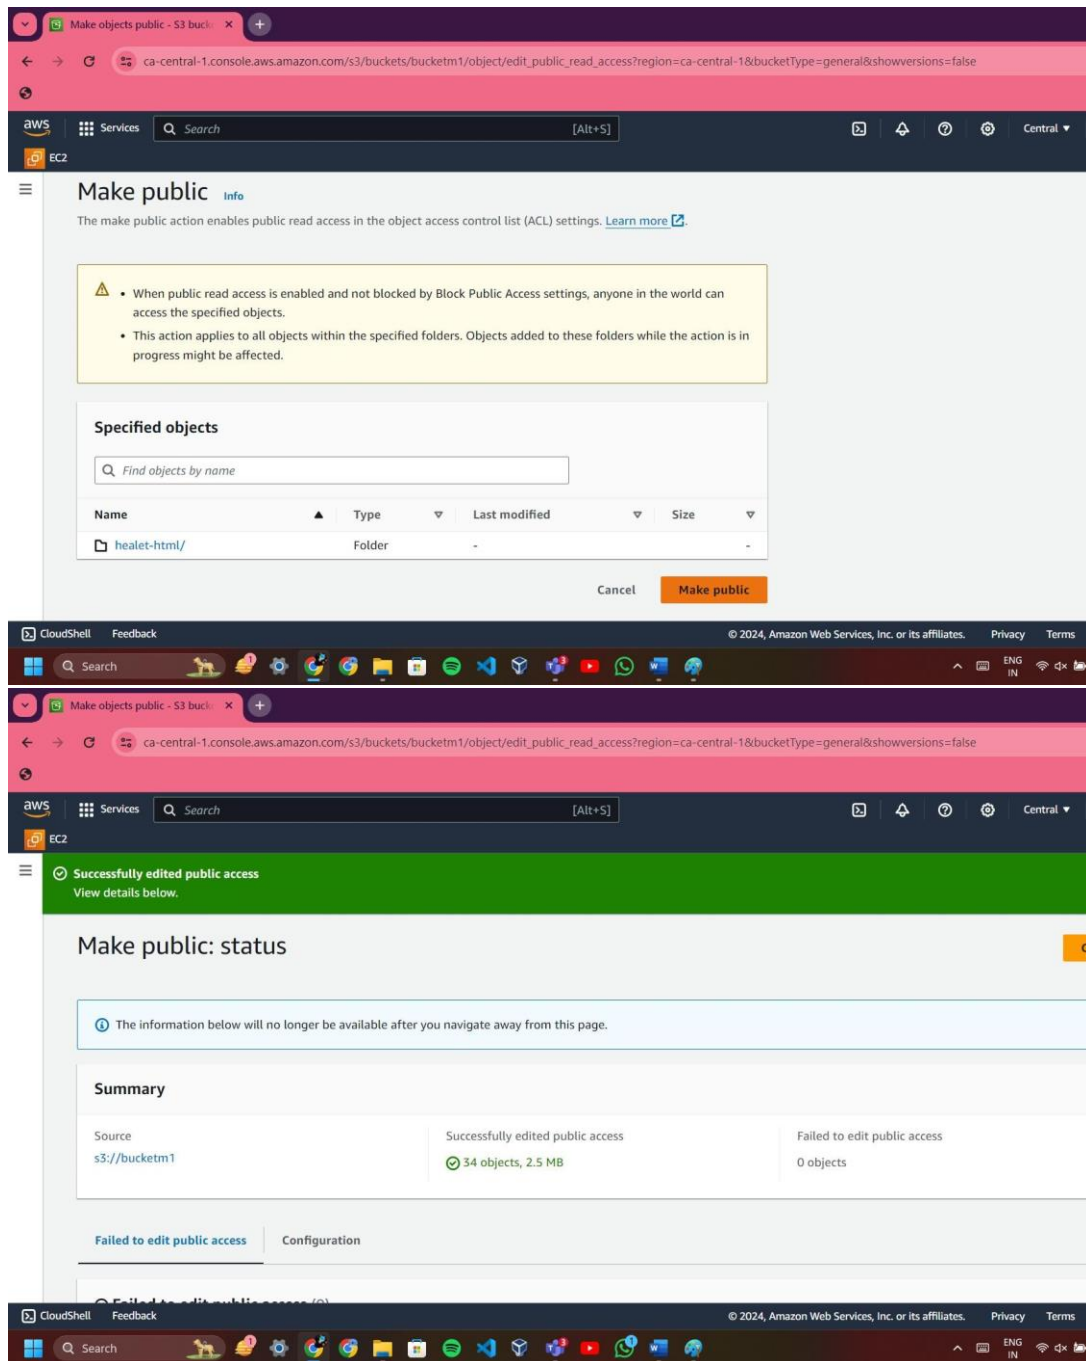 Make objects public - S3 buck
ca-central-1.console.aws.amazon.com/s3/buckets/bucketm1/object/edit_public_read_access?region=ca-central-1&bucketType=general&showversions=false
aws Services Search [Alt+S] Central
EC2
Make public Info
The make public action enables public read access in the object access control list (ACL) settings. Learn more.
• When public read access is enabled and not blocked by Block Public Access settings, anyone in the world can
access the specified objects.
• This action applies to all objects within the specified folders. Objects added to these folders while the action is in
progress might be affected.
Specified objects
Find objects by name
Name Type Last modified Size
healet-html/ Folder - -
Cancel Make public
CloudShell Feedback © 2024, Amazon Web Services, Inc. or its affiliates. Privacy Terms
Search 1 3 ENG
IN
Make objects public - S3 buck
ca-central-1.console.aws.amazon.com/s3/buckets/bucketm1/object/edit_public_read_access?region=ca-central-1&bucketType=general&showversions=false
aws Services Search [Alt+S] Central
EC2
Successfully edited public access
View details below.
Make public: status
The information below will no longer be available after you navigate away from this page.
Summary
Source Successfully edited public access Failed to edit public access
s3://bucketm1 34 objects, 2.5 MB 0 objects
Failed to edit public access Configuration
Failed to edit public access (0)
CloudShell Feedback © 2024, Amazon Web Services, Inc. or its affiliates. Privacy Terms
Search 1 3 1 ENG
IN